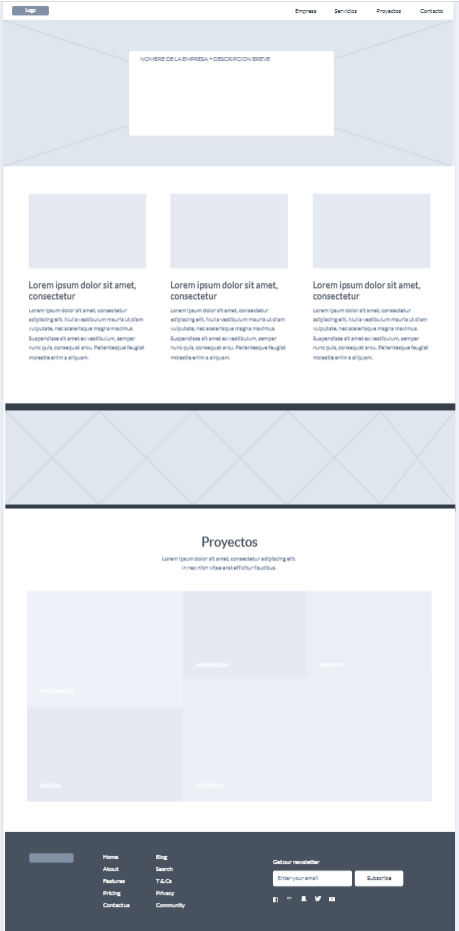 Logo
Empresa
Servicios
Proyectos
Contacto
NOMBRE DE LA EMPRESA + DESCRIPCION BREVE
Lorem ipsum dolor sit amet,
consectetur
Lorem ipsum dolor sit amet, consectetur
adipiscing elit. Nulla vestibulum mauris ut diam
vulputate, nec scelerisque magna maximus.
Suspendisse sit amet ex vestibulum, semper
nunc quis, consequat arcu. Pellentesque feugiat
molestie enim a aliquam.
Lorem ipsum dolor sit amet,
consectetur
Lorem ipsum dolor sit amet, consectetur
adipiscing elit. Nulla vestibulum mauris ut diam
vulputate, nec scelerisque magna maximus.
Suspendisse sit amet ex vestibulum, semper
nunc quis, consequat arcu. Pellentesque feugiat
molestie enim a aliquam.
Lorem ipsum dolor sit amet,
consectetur
Lorem ipsum dolor sit amet, consectetur
adipiscing elit. Nulla vestibulum mauris ut diam
vulputate, nec scelerisque magna maximus.
Suspendisse sit amet ex vestibulum, semper
nunc quis, consequat arcu. Pellentesque feugiat
molestie enim a aliquam.
Proyectos
Lorem ipsum dolor sit amet, consectetur adipiscing elit.
In nec nibh vitae erat efficitur faucibus.
Home
About
Features
Pricing
Contact us
Blog
Search
T & Cs
Privacy
Community
Get our newsletter
Enter your email
Subscribe